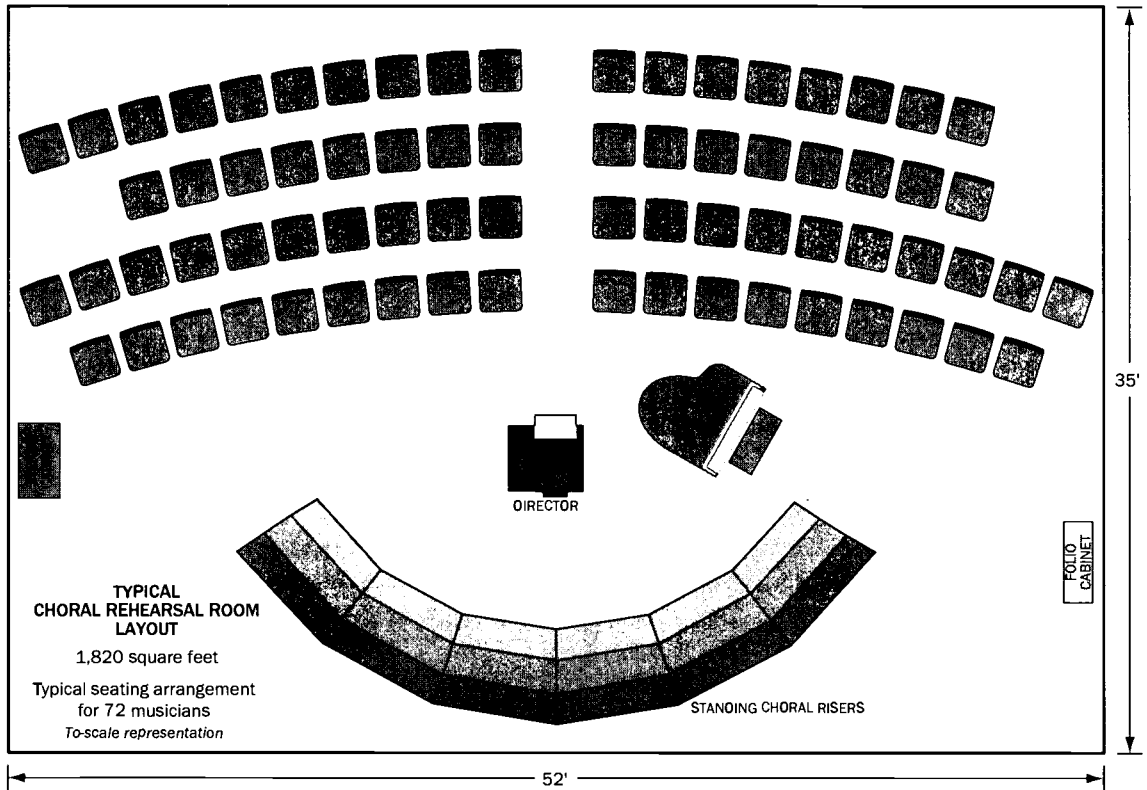 35'
OIRECTOR
FOLIO
CABINET
TYPICAL
CHORAL REHEARSAL ROOM
LAYOUT
1,820 square feet
Typical seating arrangement
for 72 musicians
To-scale representation
STANOING CHORAL RISERS
52'